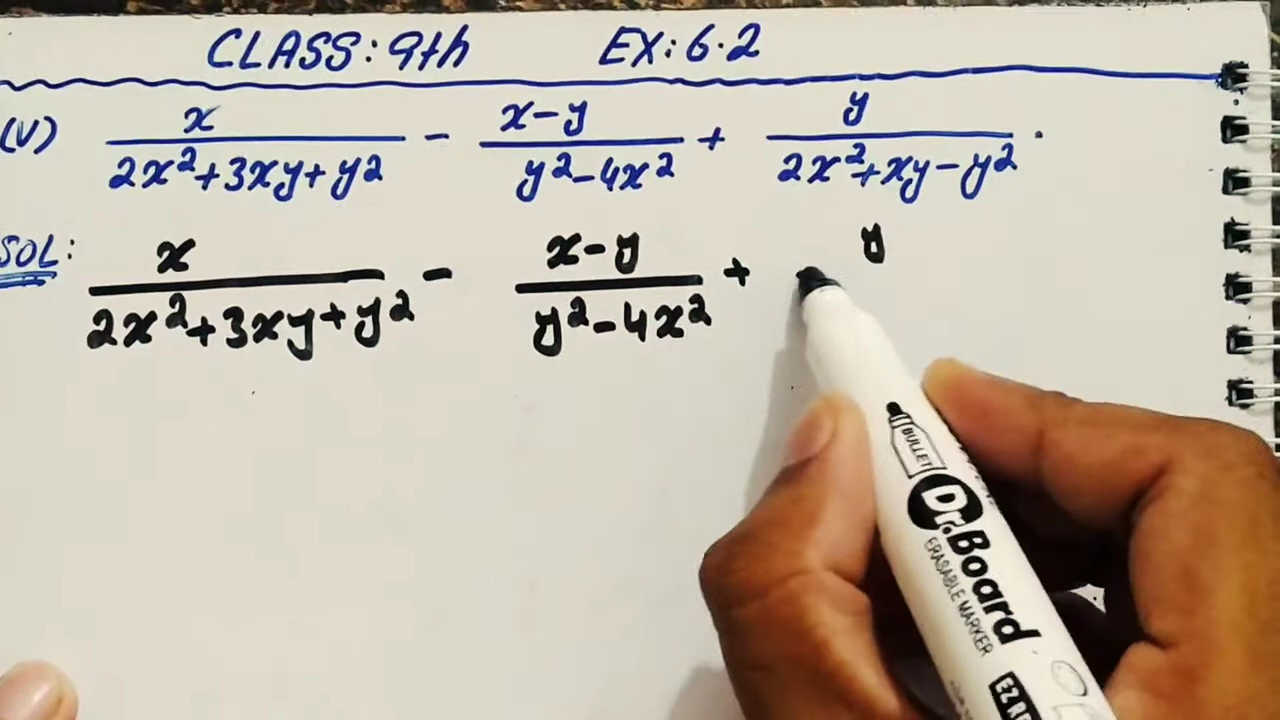 CLASS: 9th EX: 6.2
(V) x/(2x²+3xy+y²) - (x-y)/(y²-4x²) + y/(2x²+xy-y²).
SOL: x/(2x²+3xy+y²) - (x-y)/(y²-4x²) + y
BULLET
Dr.Board
ERASABLE MARKER